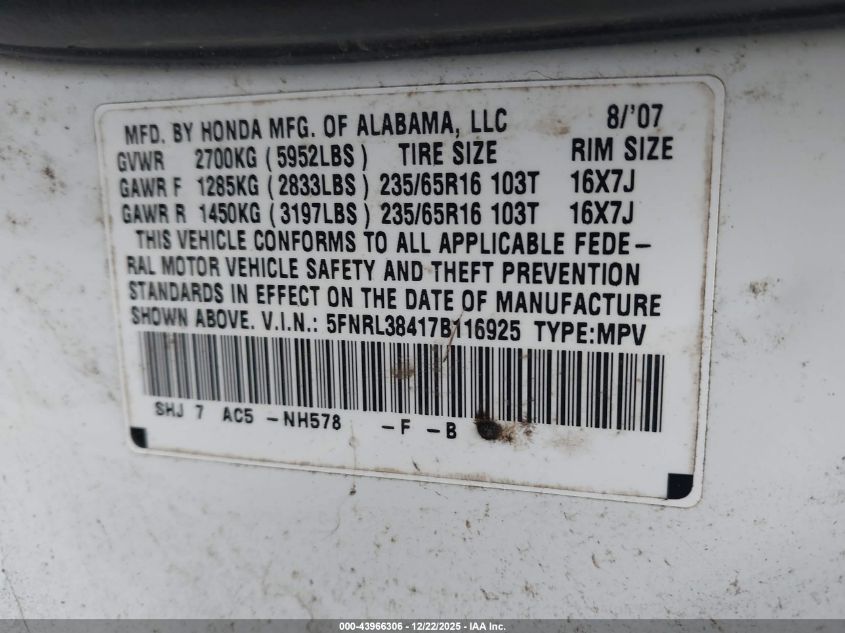 MFD. BY HONDA MFG. OF ALABAMA, LLC 8/'07
GVWR 2700KG (5952LBS) TIRE SIZE RIM SIZE
GAWR F 1285KG (2833LBS) 235/65R16 103T 16X7J
GAWR R 1450KG (3197LBS) 235/65R16 103T 16X7J
THIS VEHICLE CONFORMS TO ALL APPLICABLE FEDE-
RAL MOTOR VEHICLE SAFETY AND THEFT PREVENTION
STANDARDS IN EFFECT ON THE DATE OF MANUFACTURE
SHOWN ABOVE. V.I.N.: 5FNRL38417B116925 TYPE:MPV
SHJ 7 AC5 -NH578 -F -B
000-43966306 - 12/22/2025 - IAA Inc.